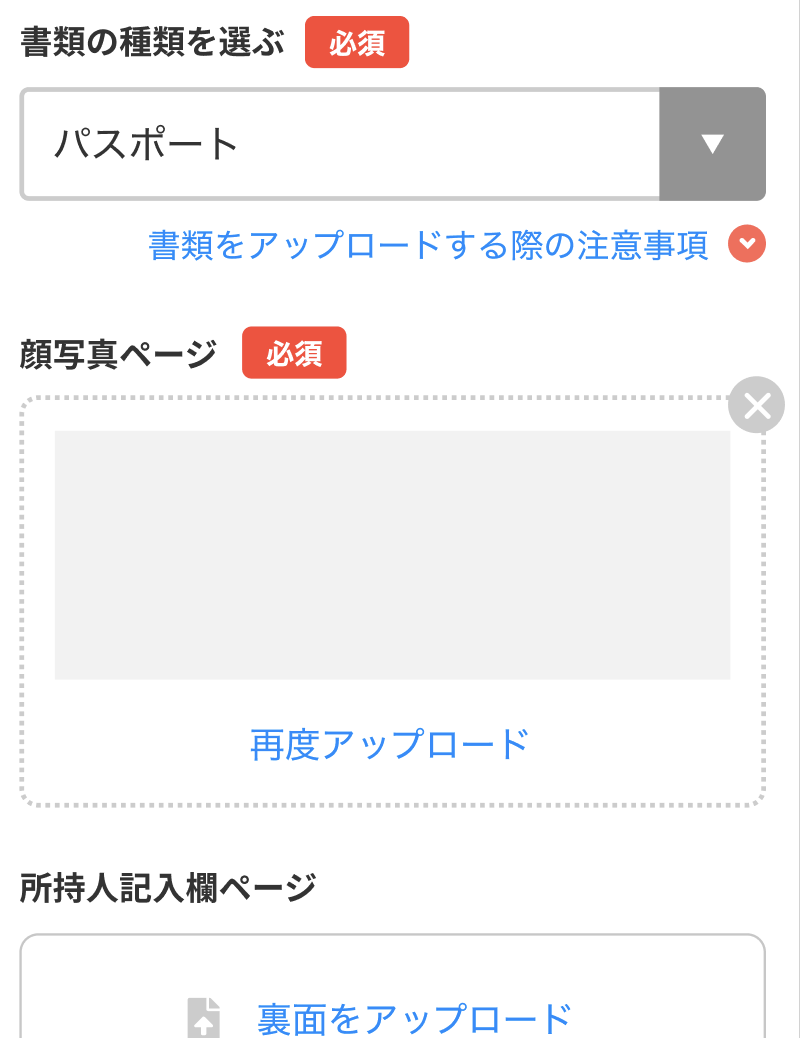 書類の種類を選ぶ 必須
パスポート
書類をアップロードする際の注意事項
顔写真ページ 必須
再度アップロード
所持人記入欄ページ
裏面をアップロード